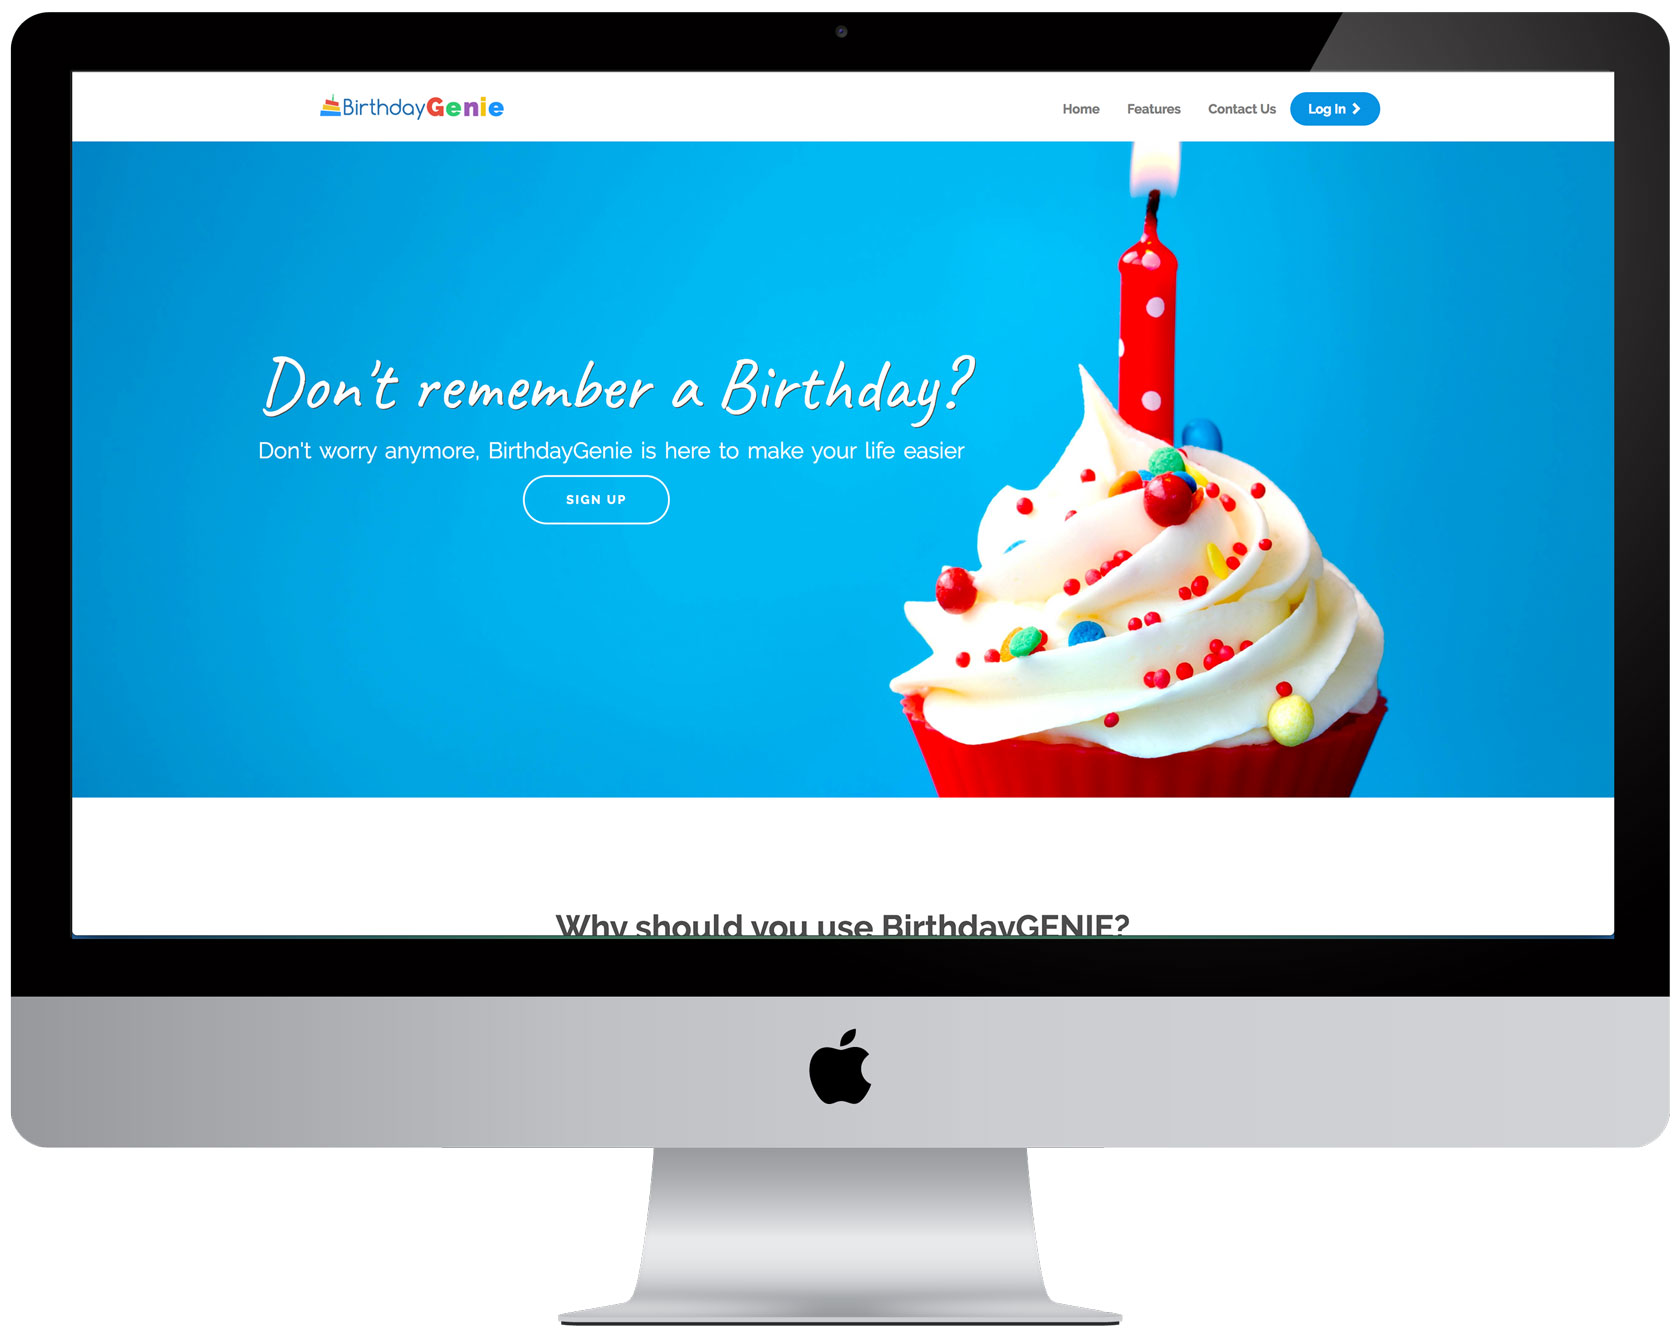 BirthdayGenie
Home Features Contact Us Log In
Don't remember a Birthday?
Don't worry anymore, BirthdayGenie is here to make your life easier
SIGN UP
Why should you use BirthdayGENIE?